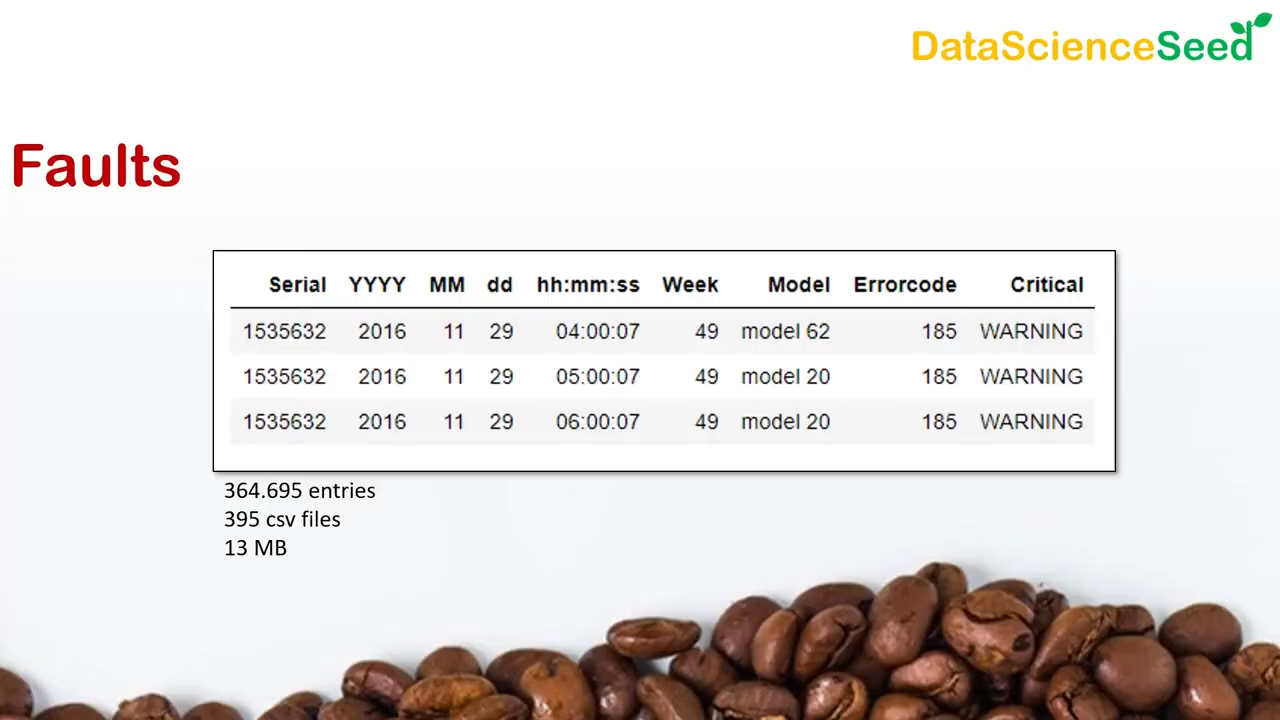 DataScienceSeed
Faults
Serial YYYY MM dd hh:mm:ss Week Model Errorcode Critical
1535632 2016 11 29 04:00:07 49 model 62 185 WARNING
1535632 2016 11 29 05:00:07 49 model 20 185 WARNING
1535632 2016 11 29 06:00:07 49 model 20 185 WARNING
364.695 entries
395 csv files
13 MB